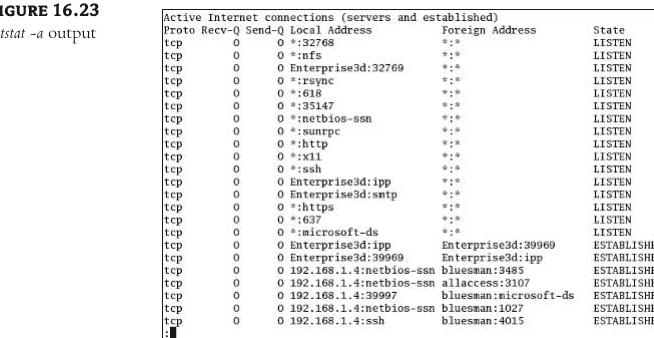 IGURE 16.23
tstat –a output
Active Internet connections (servers and established)
Proto Recv-Q Send-Q Local Address Foreign Address State
tcp 0 0 *:32768 *:* LISTEN
tcp 0 0 *:nfs *:* LISTEN
tcp 0 0 Enterprise3d:32769 *:* LISTEN
tcp 0 0 *:rsync *:* LISTEN
tcp 0 0 *:618 *:* LISTEN
tcp 0 0 *:35147 *:* LISTEN
tcp 0 0 *:netbios-ssn *:* LISTEN
tcp 0 0 *:sunrpc *:* LISTEN
tcp 0 0 *:http *:* LISTEN
tcp 0 0 *:x11 *:* LISTEN
tcp 0 0 *:ssh *:* LISTEN
tcp 0 0 Enterprise3d:ipp *:* LISTEN
tcp 0 0 Enterprise3d:smtp *:* LISTEN
tcp 0 0 *:https *:* LISTEN
tcp 0 0 *:637 *:* LISTEN
tcp 0 0 *:microsoft-ds *:* LISTEN
tcp 0 0 Enterprise3d:ipp Enterprise3d:39969 ESTABLISHE
tcp 0 0 Enterprise3d:39969 Enterprise3d:ipp ESTABLISHE
tcp 0 0 192.168.1.4:netbios-ssn bluesman:3485 ESTABLISHE
tcp 0 0 192.168.1.4:netbios-ssn allaccess:3107 ESTABLISHE
tcp 0 0 192.168.1.4:39997 bluesman:microsoft-ds ESTABLISHE
tcp 0 0 192.168.1.4:netbios-ssn bluesman:1027 ESTABLISHE
tcp 0 0 192.168.1.4:ssh bluesman:4015 ESTABLISHE
: